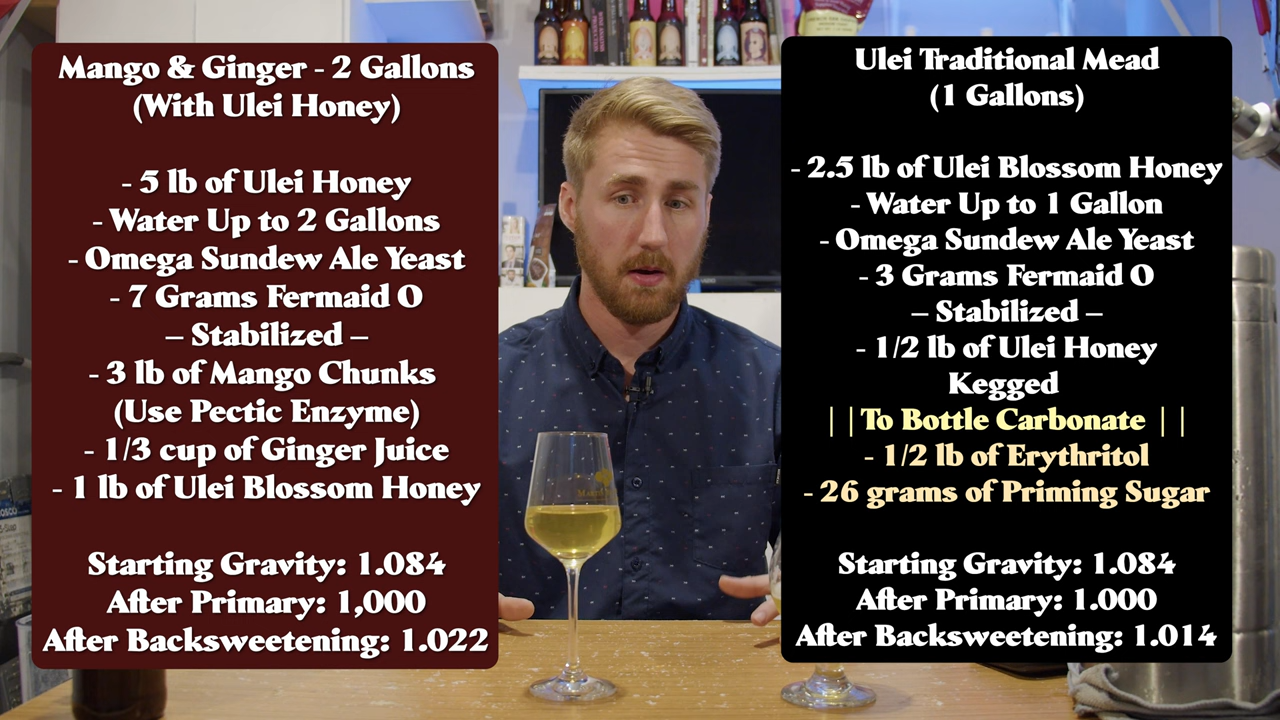 Mango & Ginger - 2 Gallons
(With Ulei Honey)
- 5 lb of Ulei Honey
- Water Up to 2 Gallons
- Omega Sundew Ale Yeast
- 7 Grams Fermaid O
– Stabilized –
- 3 lb of Mango Chunks
(Use Pectic Enzyme)
- 1/3 cup of Ginger Juice
- 1 lb of Ulei Blossom Honey
Starting Gravity: 1.084
After Primary: 1,000
After Backsweetening: 1.022
Ulei Traditional Mead
(1 Gallons)
- 2.5 lb of Ulei Blossom Honey
- Water Up to 1 Gallon
- Omega Sundew Ale Yeast
- 3 Grams Fermaid O
– Stabilized –
- 1/2 lb of Ulei Honey
Kegged
| | To Bottle Carbonate | |
- 1/2 lb of Erythritol
- 26 grams of Priming Sugar
Starting Gravity: 1.084
After Primary: 1.000
After Backsweetening: 1.014